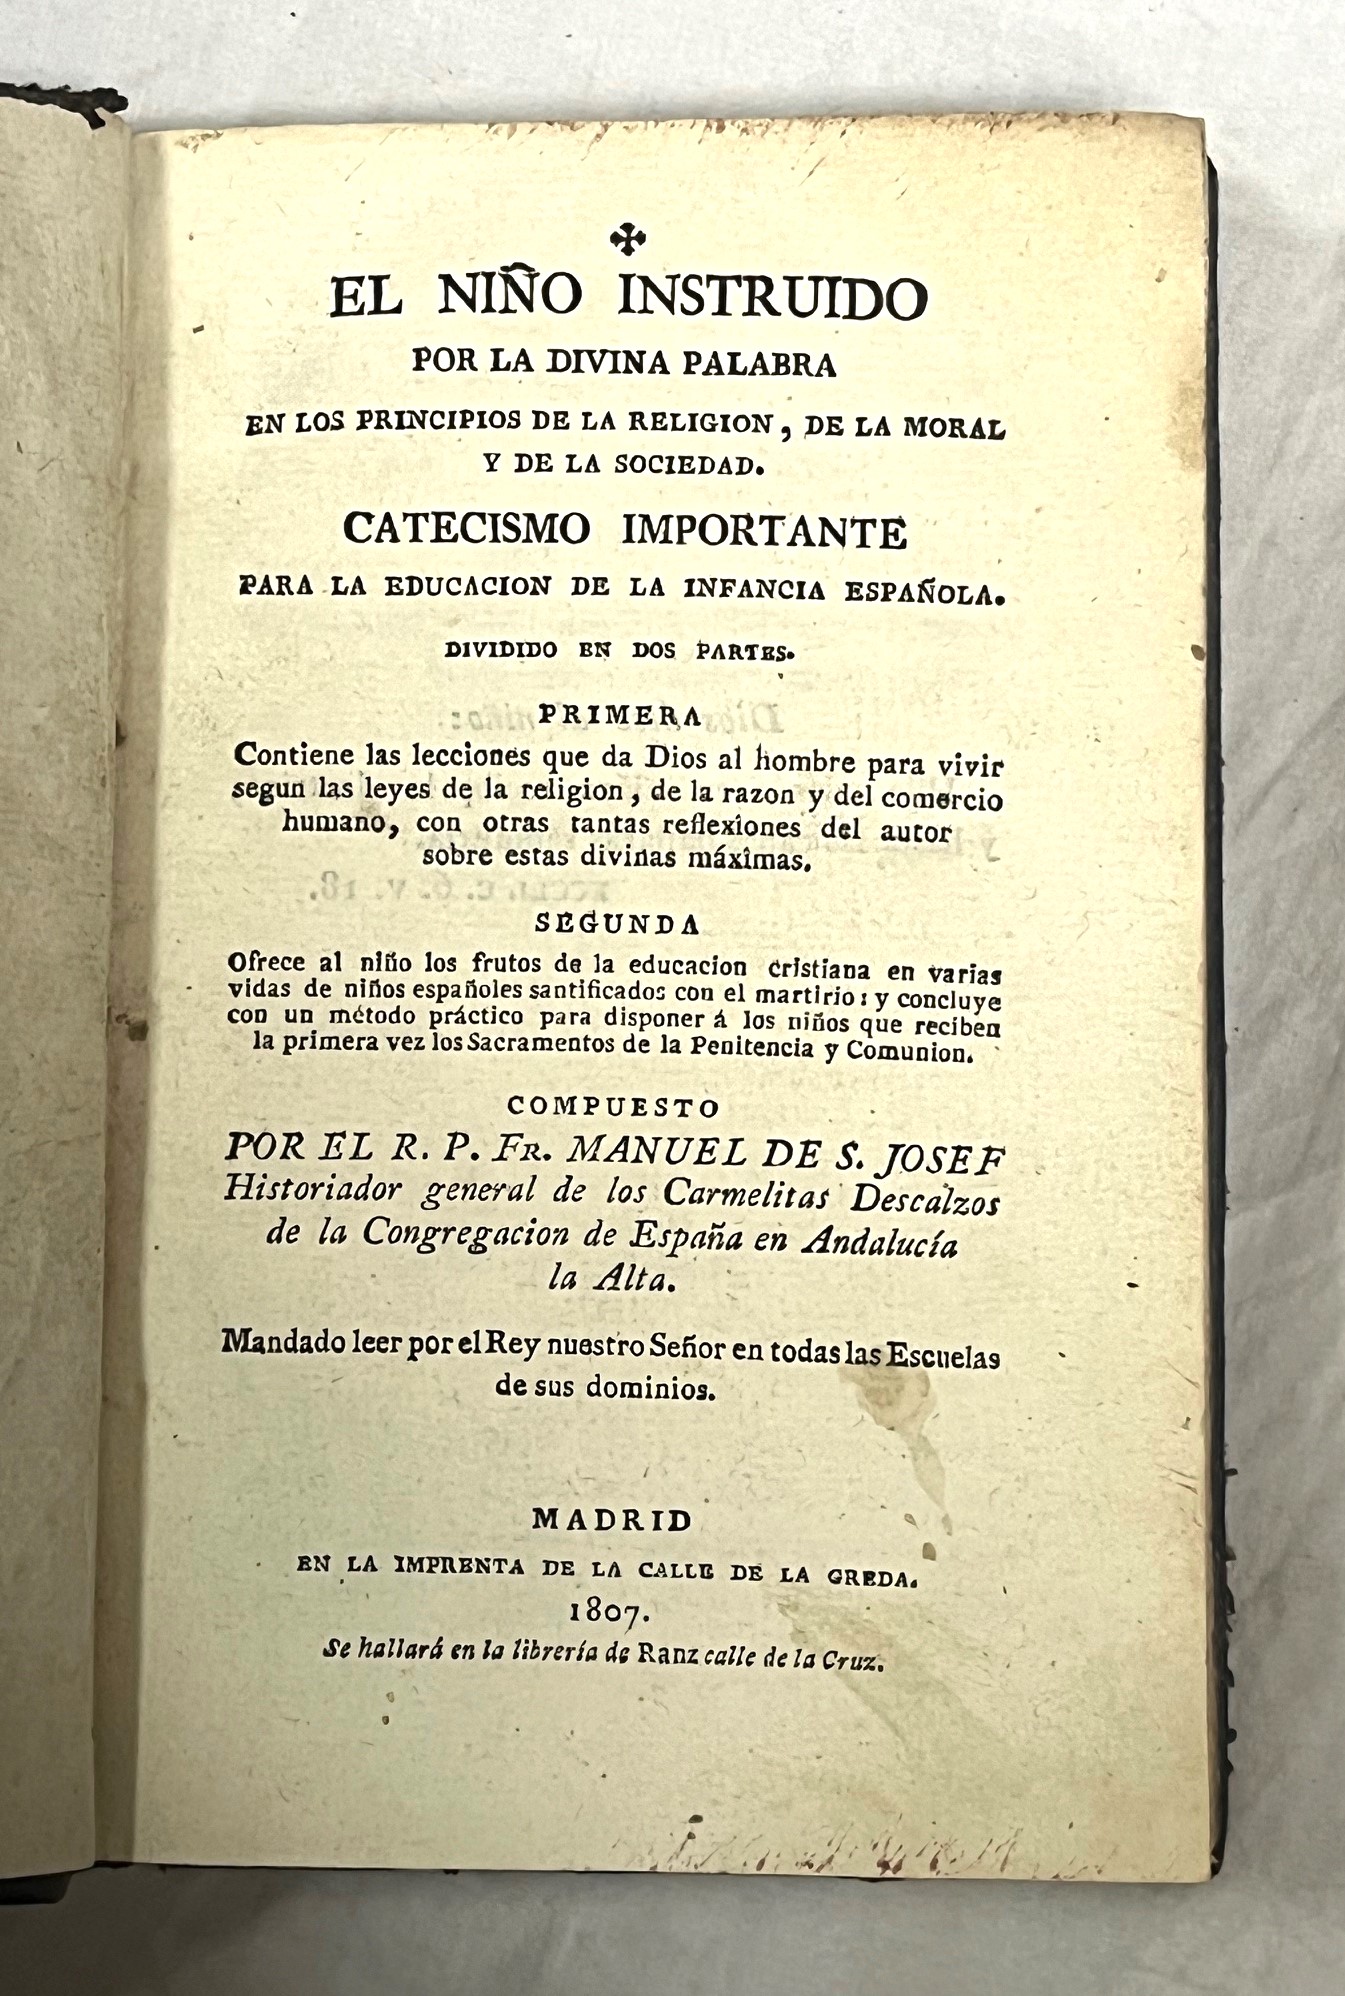 ✠
EL NIÑO INSTRUIDO
POR LA DIVINA PALABRA
EN LOS PRINCIPIOS DE LA RELIGION, DE LA MORAL
Y DE LA SOCIEDAD.
CATECISMO IMPORTANTE
PARA LA EDUCACION DE LA INFANCIA ESPAÑOLA.
DIVIDIDO EN DOS PARTES.
PRIMERA
Contiene las lecciones que da Dios al hombre para vivir
segun las leyes de la religion, de la razon y del comercio
humano, con otras tantas reflexîones del autor
sobre estas divinas máxîmas.
SEGUNDA
Ofrece al niño los frutos de la educacion cristiana en varias
vidas de niños españoles santificados con el martirio: y concluye
con un método práctico para disponer á los niños que reciben
la primera vez los Sacramentos de la Penitencia y Comunion.
COMPUESTO
POR EL R. P. FR. MANUEL DE S. JOSEF
Historiador general de los Carmelitas Descalzos
de la Congregacion de España en Andalucía
la Alta.
Mandado leer por el Rey nuestro Señor en todas las Escuelas
de sus dominios.
MADRID
EN LA IMPRENTA DE LA CALLE DE LA GREDA.
1807.
Se hallará en la librería de Ranz calle de la Cruz.